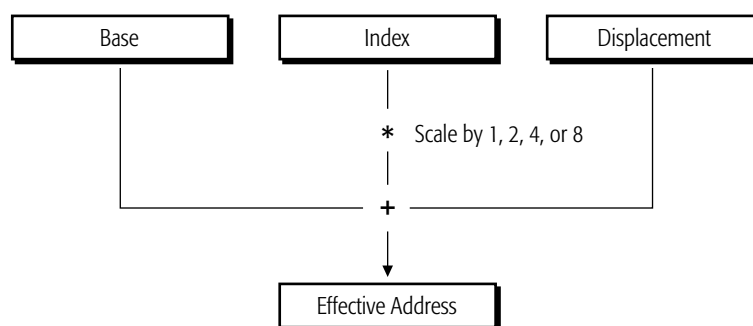 Base
Index
Displacement
* Scale by 1, 2, 4, or 8
+
Effective Address